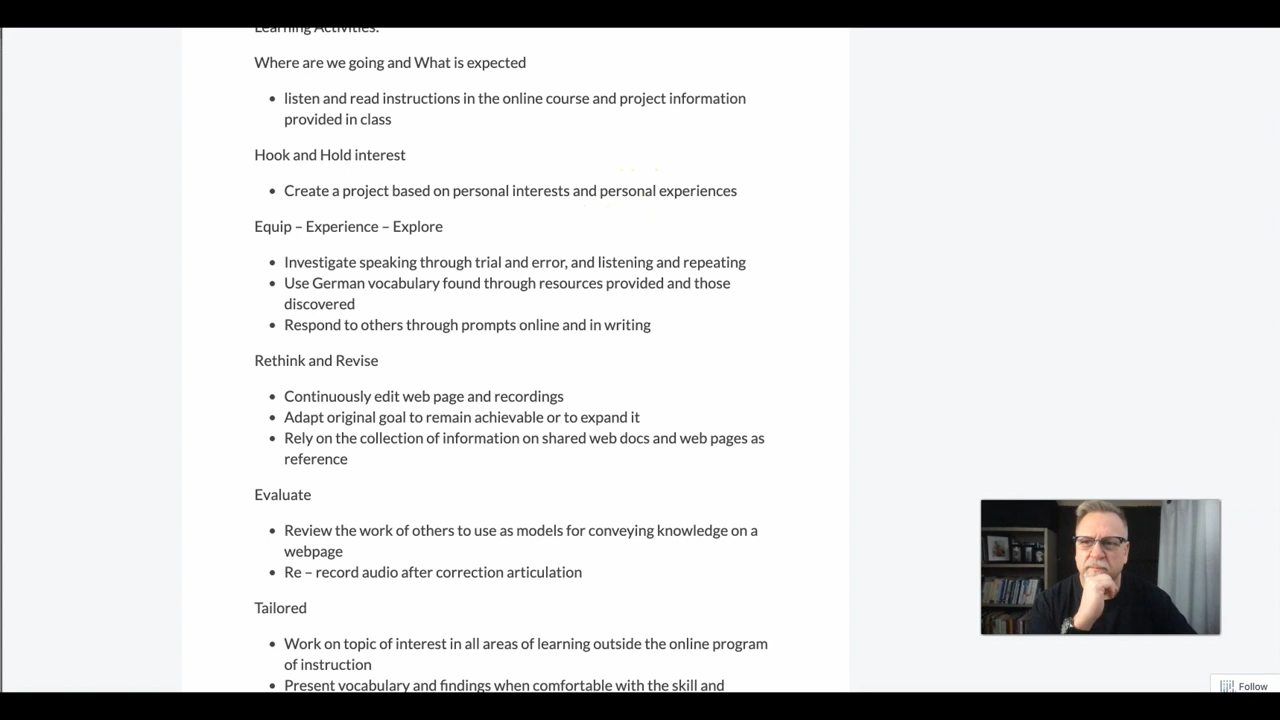 Learning Activities:
Where are we going and What is expected
• listen and read instructions in the online course and project information
provided in class
Hook and Hold interest
• Create a project based on personal interests and personal experiences
Equip – Experience – Explore
• Investigate speaking through trial and error, and listening and repeating
• Use German vocabulary found through resources provided and those
discovered
• Respond to others through prompts online and in writing
Rethink and Revise
• Continuously edit web page and recordings
• Adapt original goal to remain achievable or to expand it
• Rely on the collection of information on shared web docs and web pages as
reference
Evaluate
• Review the work of others to use as models for conveying knowledge on a
webpage
• Re – record audio after correction articulation
Tailored
• Work on topic of interest in all areas of learning outside the online program
of instruction
• Present vocabulary and findings when comfortable with the skill and
Follow